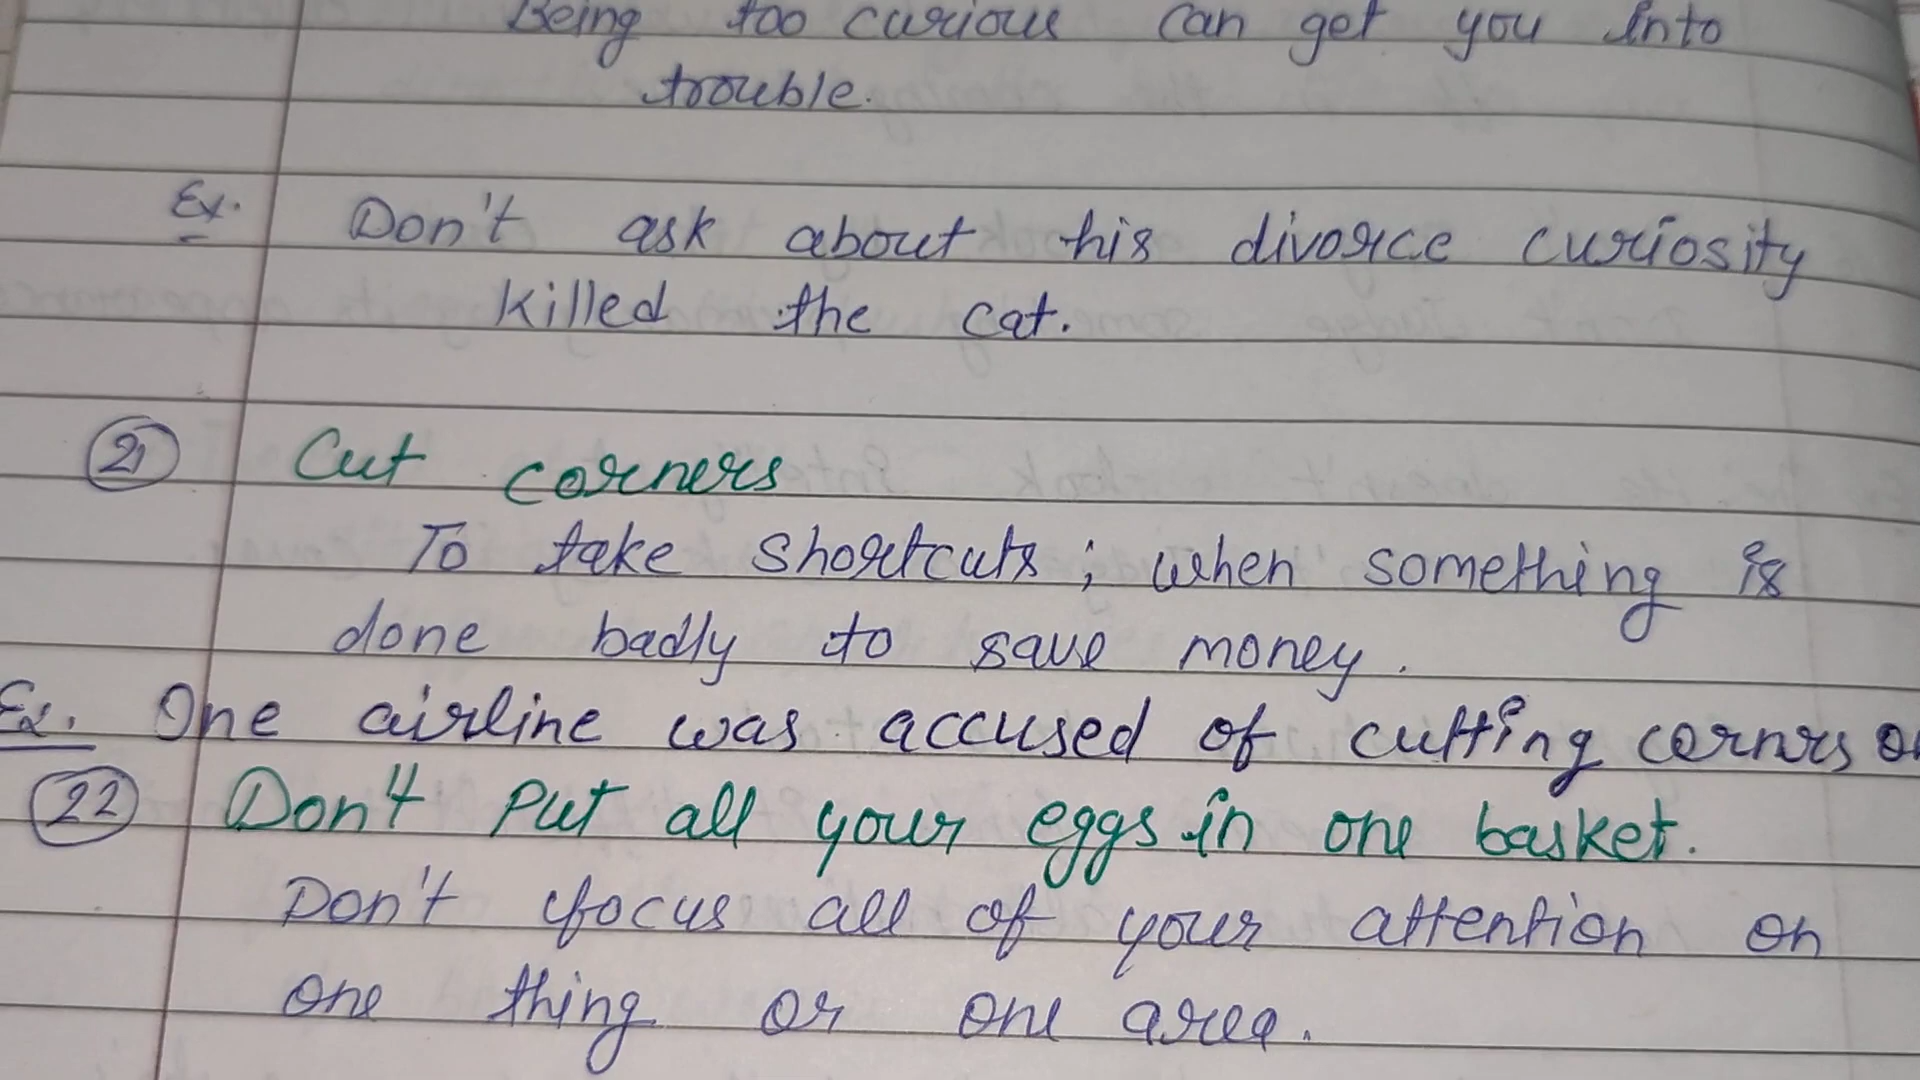 Being too curious can get you into
trouble.
Ex. Don't ask about his divorce curiosity
killed the cat.
21 Cut corners
To take shortcuts; when something is
done badly to save money.
Ex. One airline was accused of cutting corners
22 Don't Put all your eggs in one basket.
Don't focus all of your attention on
one thing or one area.